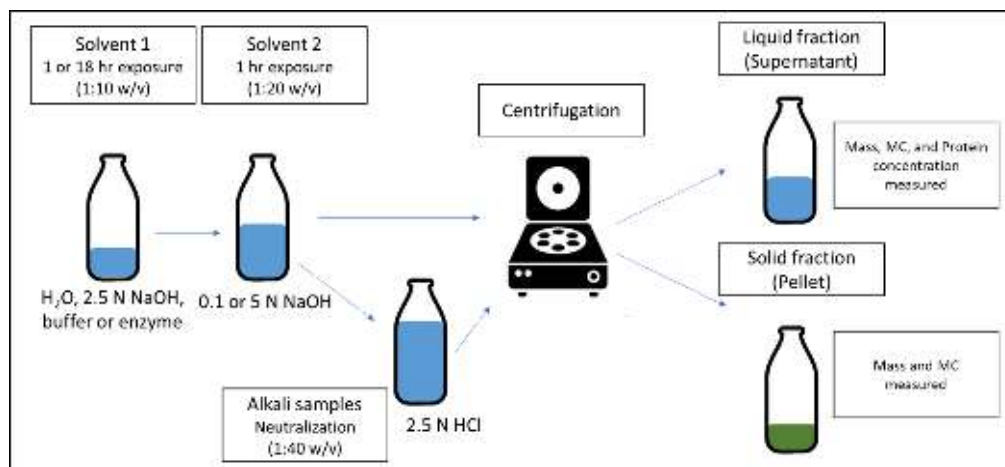 Solvent 1
1 or 18 hr exposure
(1:10 w/v)
Solvent 2
1 hr exposure
(1:20 w/v)
H₂O, 2.5 N NaOH,
buffer or enzyme
0.1 or 5 N NaOH
Alkali samples
Neutralization
(1:40 w/v)
2.5 N HCl
Centrifugation
Liquid fraction
(Supernatant)
Mass, MC, and Protein
concentration
measured
Solid fraction
(Pellet)
Mass and MC
measured